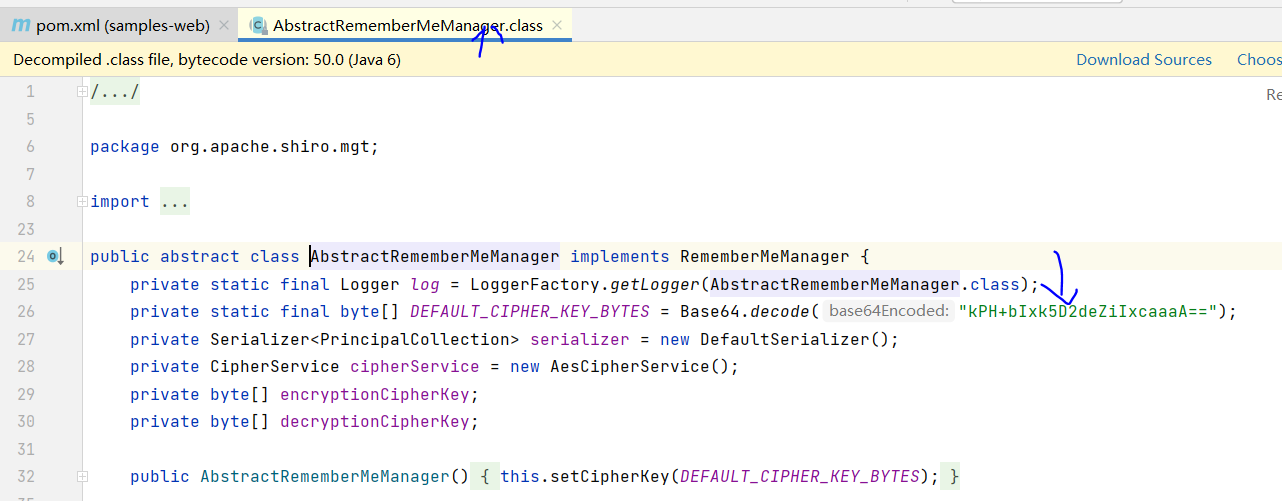 pom.xml (samples-web) AbstractRememberMeManager.class
Decompiled .class file, bytecode version: 50.0 (Java 6) Download Sources Choos
1 /.../ Re
5
6 package org.apache.shiro.mgt;
7
8 import ...
23
24 public abstract class AbstractRememberMeManager implements RememberMeManager {
25 private static final Logger log = LoggerFactory.getLogger(AbstractRememberMeManager.class);
26 private static final byte[] DEFAULT_CIPHER_KEY_BYTES = Base64.decode( base64Encoded: "kPH+bIxk5D2deZiIxcaaaA==");
27 private Serializer<PrincipalCollection> serializer = new DefaultSerializer();
28 private CipherService cipherService = new AesCipherService();
29 private byte[] encryptionCipherKey;
30 private byte[] decryptionCipherKey;
31
32 public AbstractRememberMeManager() { this.setCipherKey(DEFAULT_CIPHER_KEY_BYTES); }